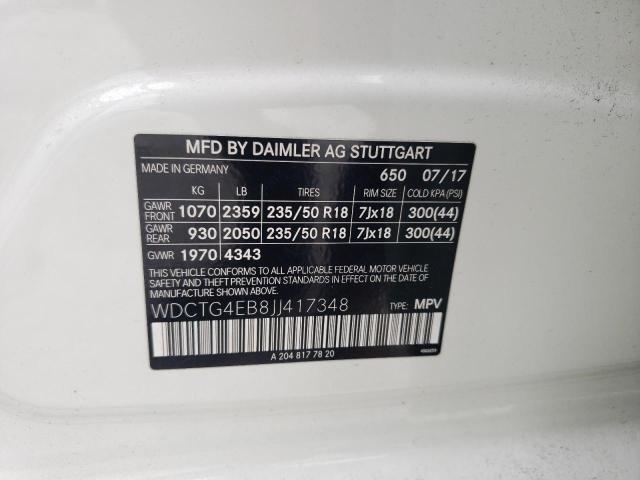 MFD BY DAIMLER AG STUTTGART
MADE IN GERMANY 650 07/17
KG LB TIRES RIM SIZE COLD KPA (PSI)
GAWR FRONT 1070 2359 235/50 R18 7Jx18 300(44)
GAWR REAR 930 2050 235/50 R18 7Jx18 300(44)
GVWR 1970 4343
THIS VEHICLE CONFORMS TO ALL APPLICABLE FEDERAL MOTOR VEHICLE
SAFETY, BUMPER, AND THEFT PREVENTION STANDARDS IN EFFECT ON THE DATE
OF MANUFACTURE SHOWN ABOVE.
WDCTG4EB8JJ417348 TYPE: MPV
A 204 817 78 20